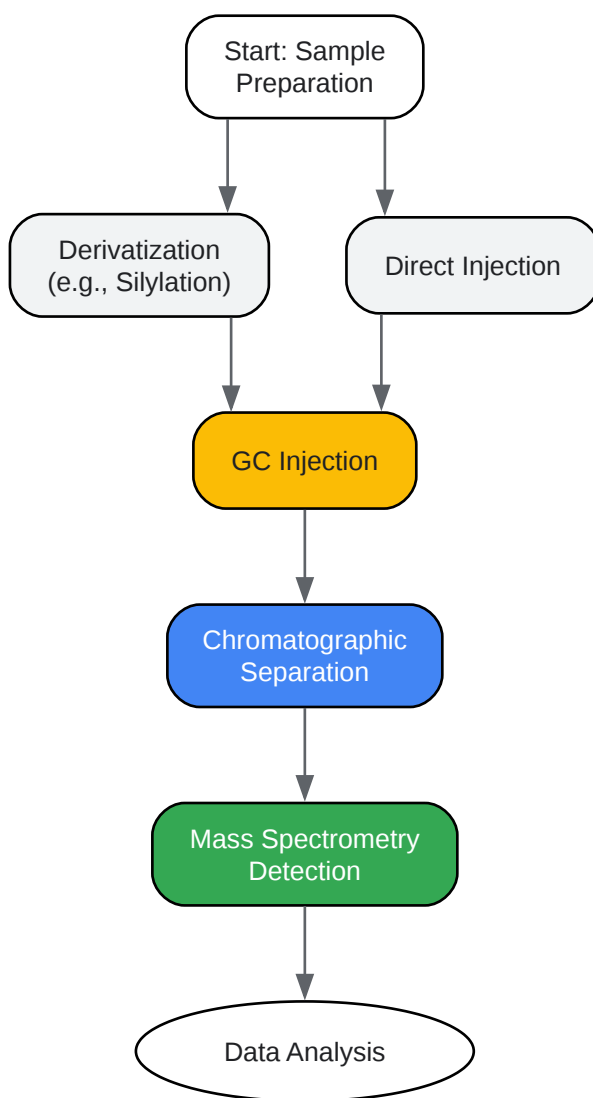 Start: Sample
Preparation
Derivatization
(e.g., Silylation)
Direct Injection
GC Injection
Chromatographic
Separation
Mass Spectrometry
Detection
Data Analysis